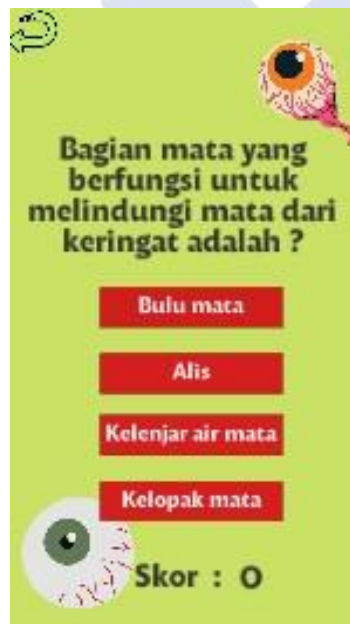 Bagian mata yang
berfungsi untuk
melindungi mata dari
keringat adalah ?
Bulu mata
Alis
Kelenjar air mata
Kelopak mata
Skor : 0